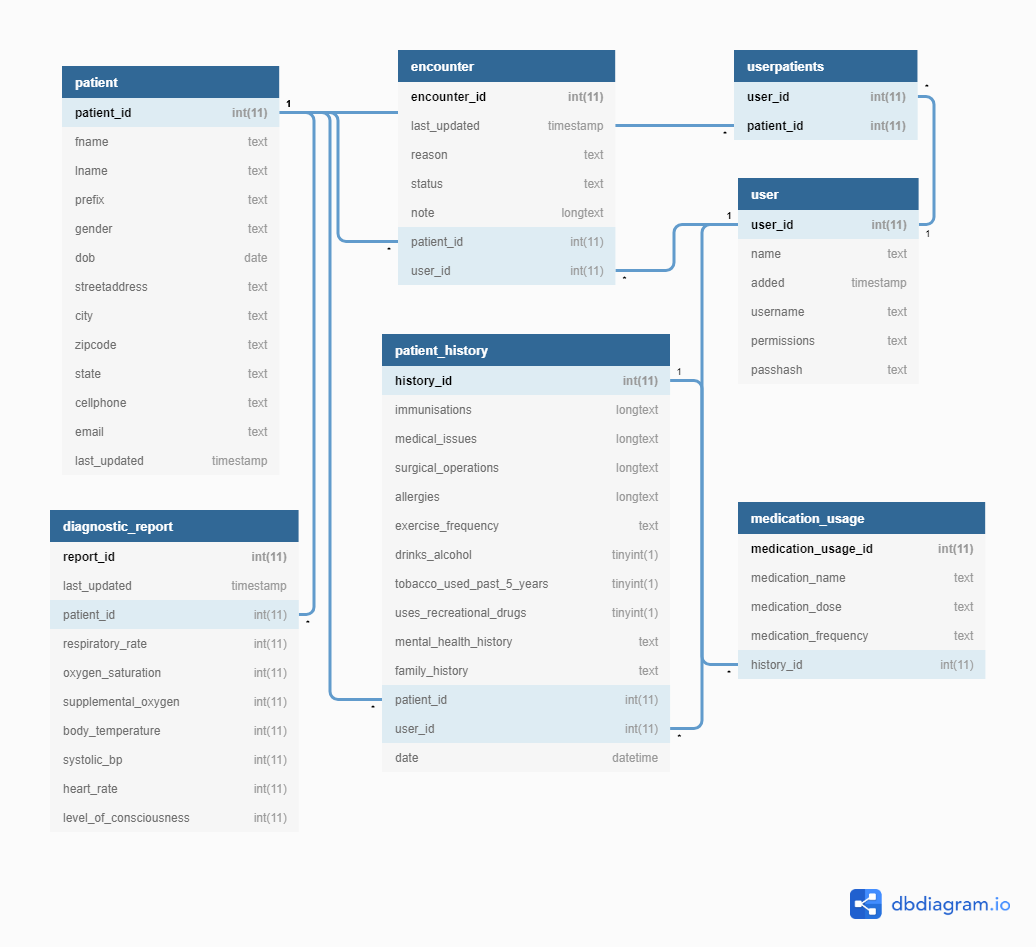 patient
patient_id int(11)
fname text
lname text
prefix text
gender text
dob date
streetaddress text
city text
zipcode text
state text
cellphone text
email text
last_updated timestamp
1
encounter
encounter_id int(11)
last_updated timestamp
reason text
status text
note longtext
patient_id int(11)
user_id int(11)
*
*
userpatients
user_id int(11)
patient_id int(11)
*
*
user
user_id int(11)
name text
added timestamp
username text
permissions text
passhash text
1
1
patient_history
history_id int(11)
immunisations longtext
medical_issues longtext
surgical_operations longtext
allergies longtext
exercise_frequency text
drinks_alcohol tinyint(1)
tobacco_used_past_5_years tinyint(1)
uses_recreational_drugs tinyint(1)
mental_health_history text
family_history text
patient_id int(11)
user_id int(11)
date datetime
1
*
*
diagnostic_report
report_id int(11)
last_updated timestamp
patient_id int(11)
respiratory_rate int(11)
oxygen_saturation int(11)
supplemental_oxygen int(11)
body_temperature int(11)
systolic_bp int(11)
heart_rate int(11)
level_of_consciousness int(11)
*
medication_usage
medication_usage_id int(11)
medication_name text
medication_dose text
medication_frequency text
history_id int(11)
*
dbdiagram.io